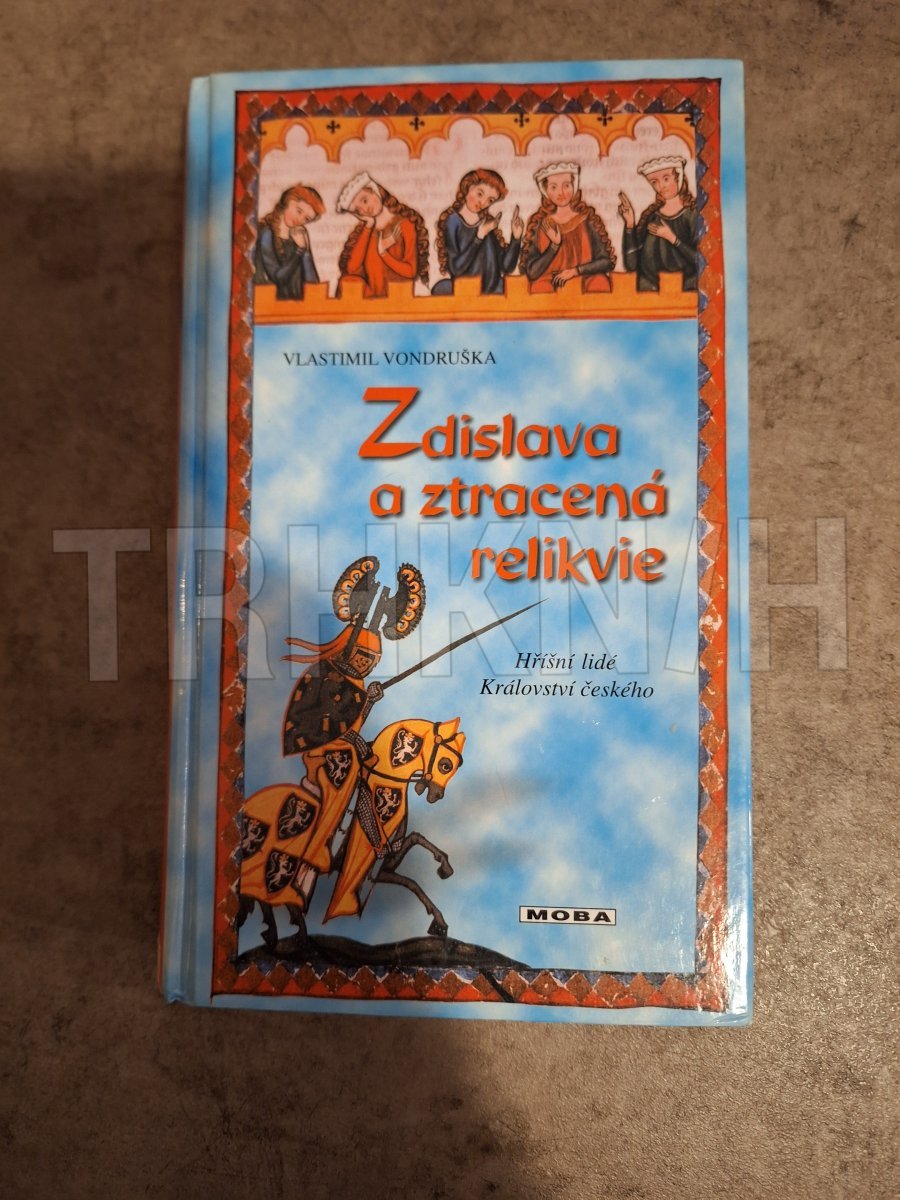 VLASTIMIL VONDRUŠKA
Zdislava
a ztracená
relikvie
TRHKNIH
Hříšní lidé
Království českého
MOBA